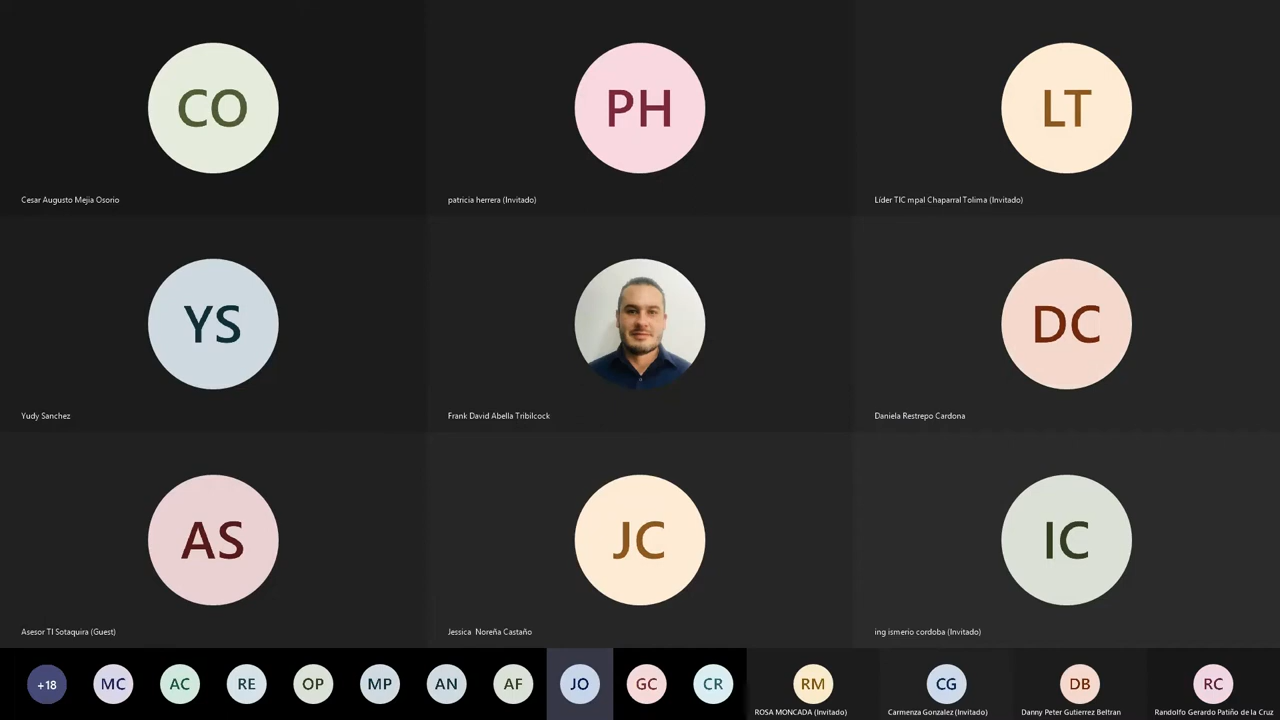 CO
Cesar Augusto Mejia Osorio
PH
patricia herrera (Invitado)
LT
Líder TIC mpal Chaparral Tolima (Invitado)
YS
Yudy Sanchez
Frank David Abella Tribilcock
DC
Daniela Restrepo Cardona
AS
Asesor TI Sotaquira (Guest)
JC
Jessica Noreña Castaño
IC
ing ismerio cordoba (Invitado)
+18
MC
AC
RE
OP
MP
AN
AF
JO
GC
CR
RM
ROSA MONCADA (Invitado)
CG
Carmenza Gonzalez (Invitado)
DB
Danny Peter Gutierrez Beltran
RC
Randolfo Gerardo Patiño de la Cruz